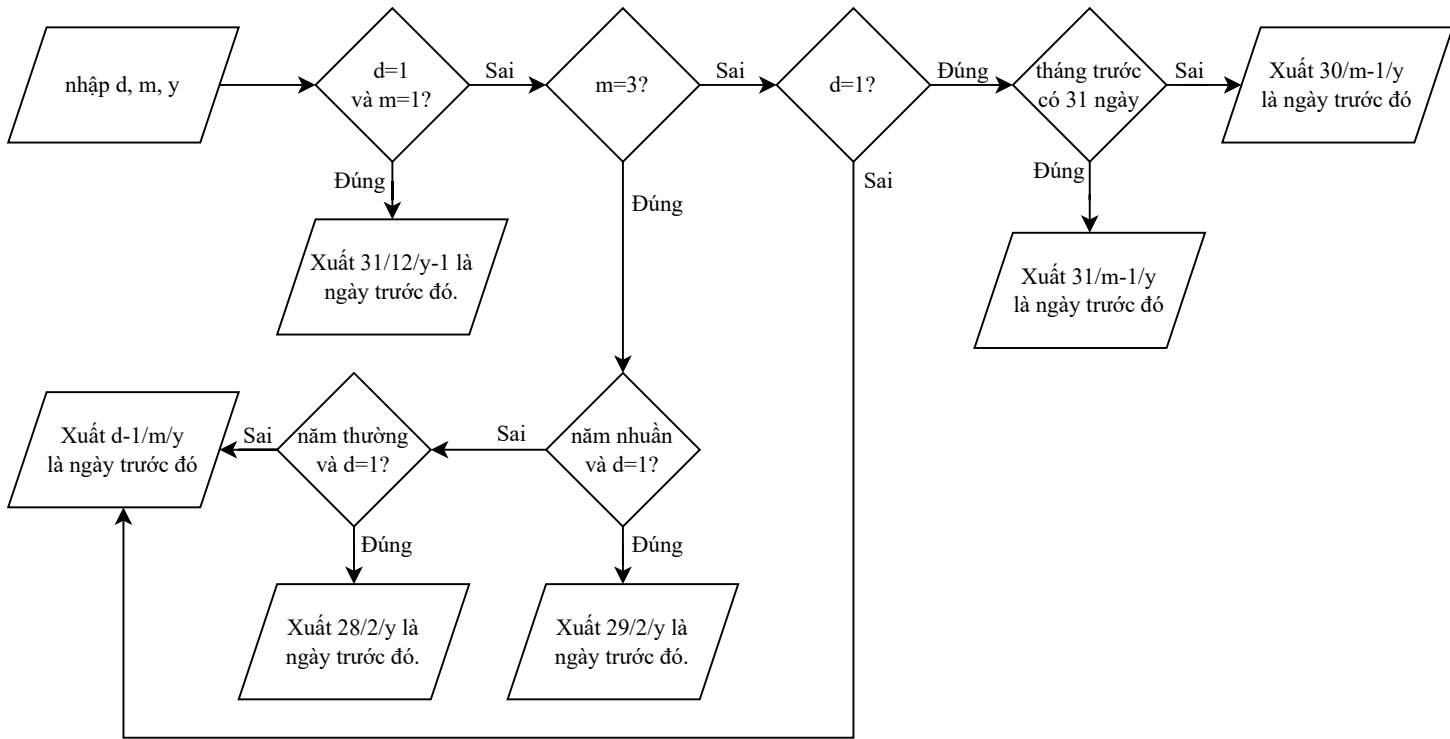 nhập d, m, y
d=1
và m=1?
Sai
m=3?
Sai
d=1?
Đúng
tháng trước
có 31 ngày
Sai
Xuất 30/m-1/y
là ngày trước đó
Đúng
Xuất 31/12/y-1 là
ngày trước đó.
Đúng
Sai
Đúng
Xuất 31/m-1/y
là ngày trước đó
Xuất d-1/m/y
là ngày trước đó
Sai
năm thường
và d=1?
Sai
năm nhuần
và d=1?
Đúng
Xuất 28/2/y là
ngày trước đó.
Đúng
Xuất 29/2/y là
ngày trước đó.